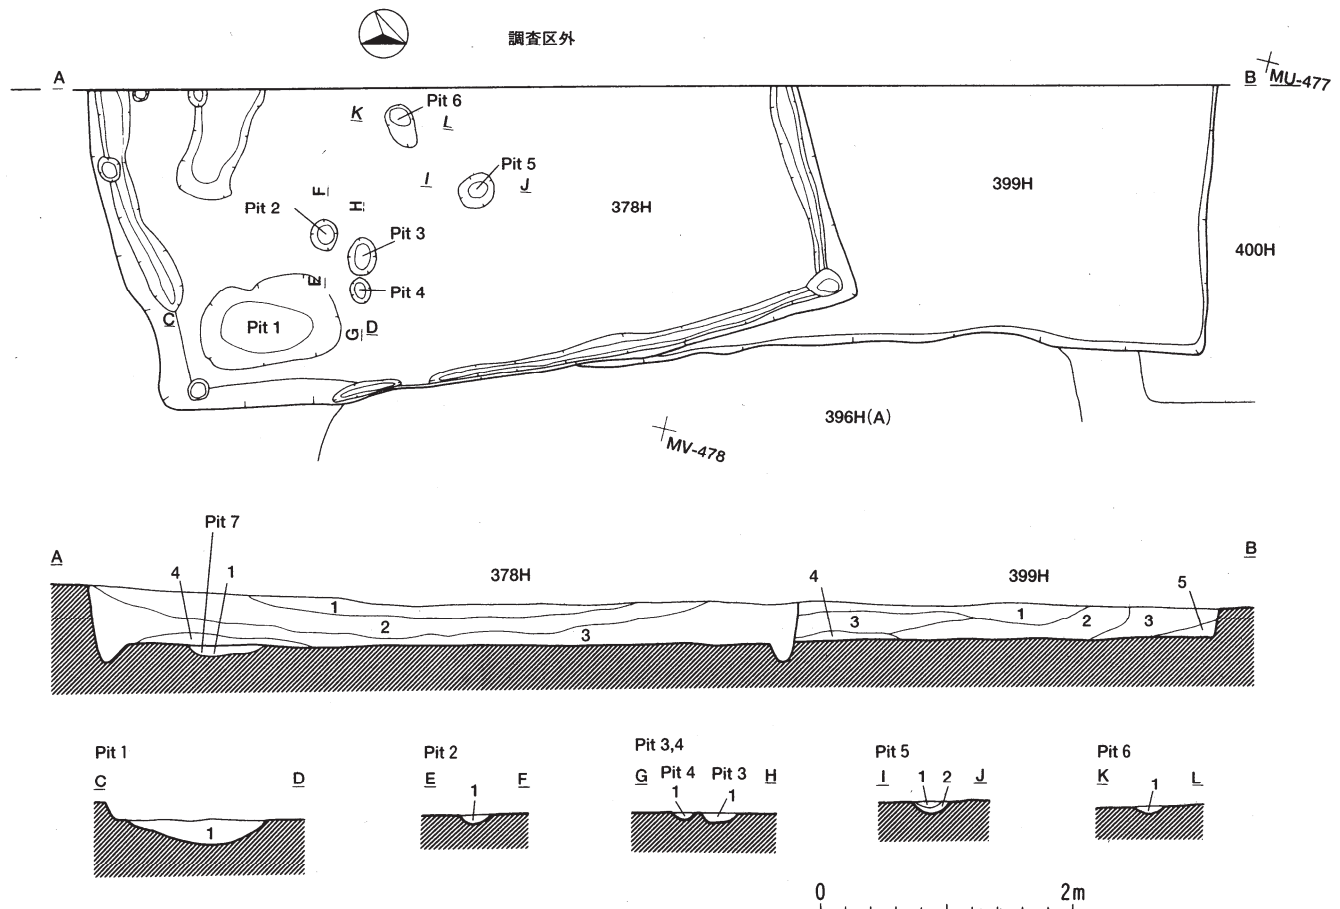 調査区外
A
B
MU-477
K
Pit 6
L
I
Pit 5
J
F
H
Pit 2
378H
399H
Pit 3
400H
E
Pit 4
C
Pit 1
G
D
396H(A)
MV-478
Pit 7
A
B
4
1
378H
4
399H
5
1
2
3
3
1
2
3
Pit 1
C
D
1
Pit 2
E
F
1
Pit 3,4
G
Pit 4
Pit 3
H
1
1
Pit 5
I
1
2
J
Pit 6
K
1
L
0
2m